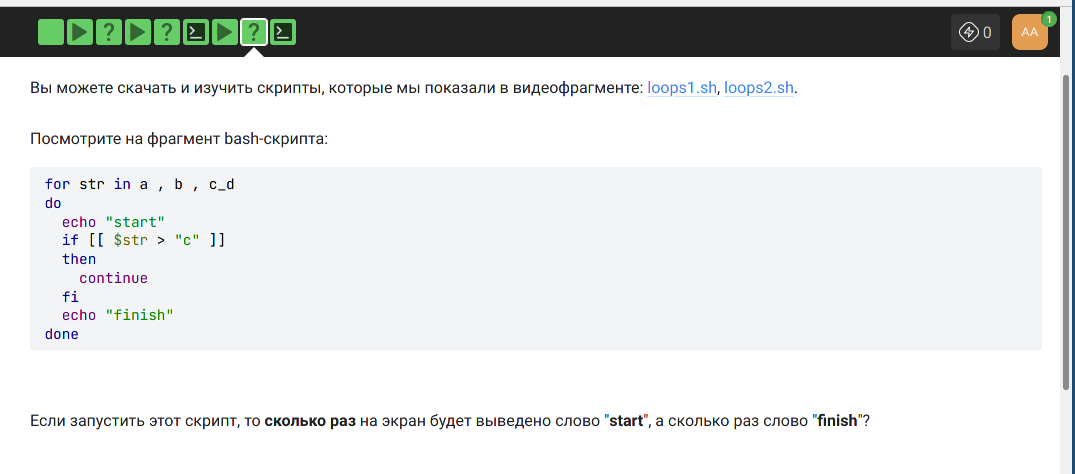 0
AA
1
Вы можете скачать и изучить скрипты, которые мы показали в видеофрагменте: loops1.sh, loops2.sh.
Посмотрите на фрагмент bash-скрипта:
for str in a , b , c_d
do
  echo "start"
  if [[ $str > "c" ]]
  then
    continue
  fi
  echo "finish"
done
Если запустить этот скрипт, то сколько раз на экран будет выведено слово "start", а сколько раз слово "finish"?